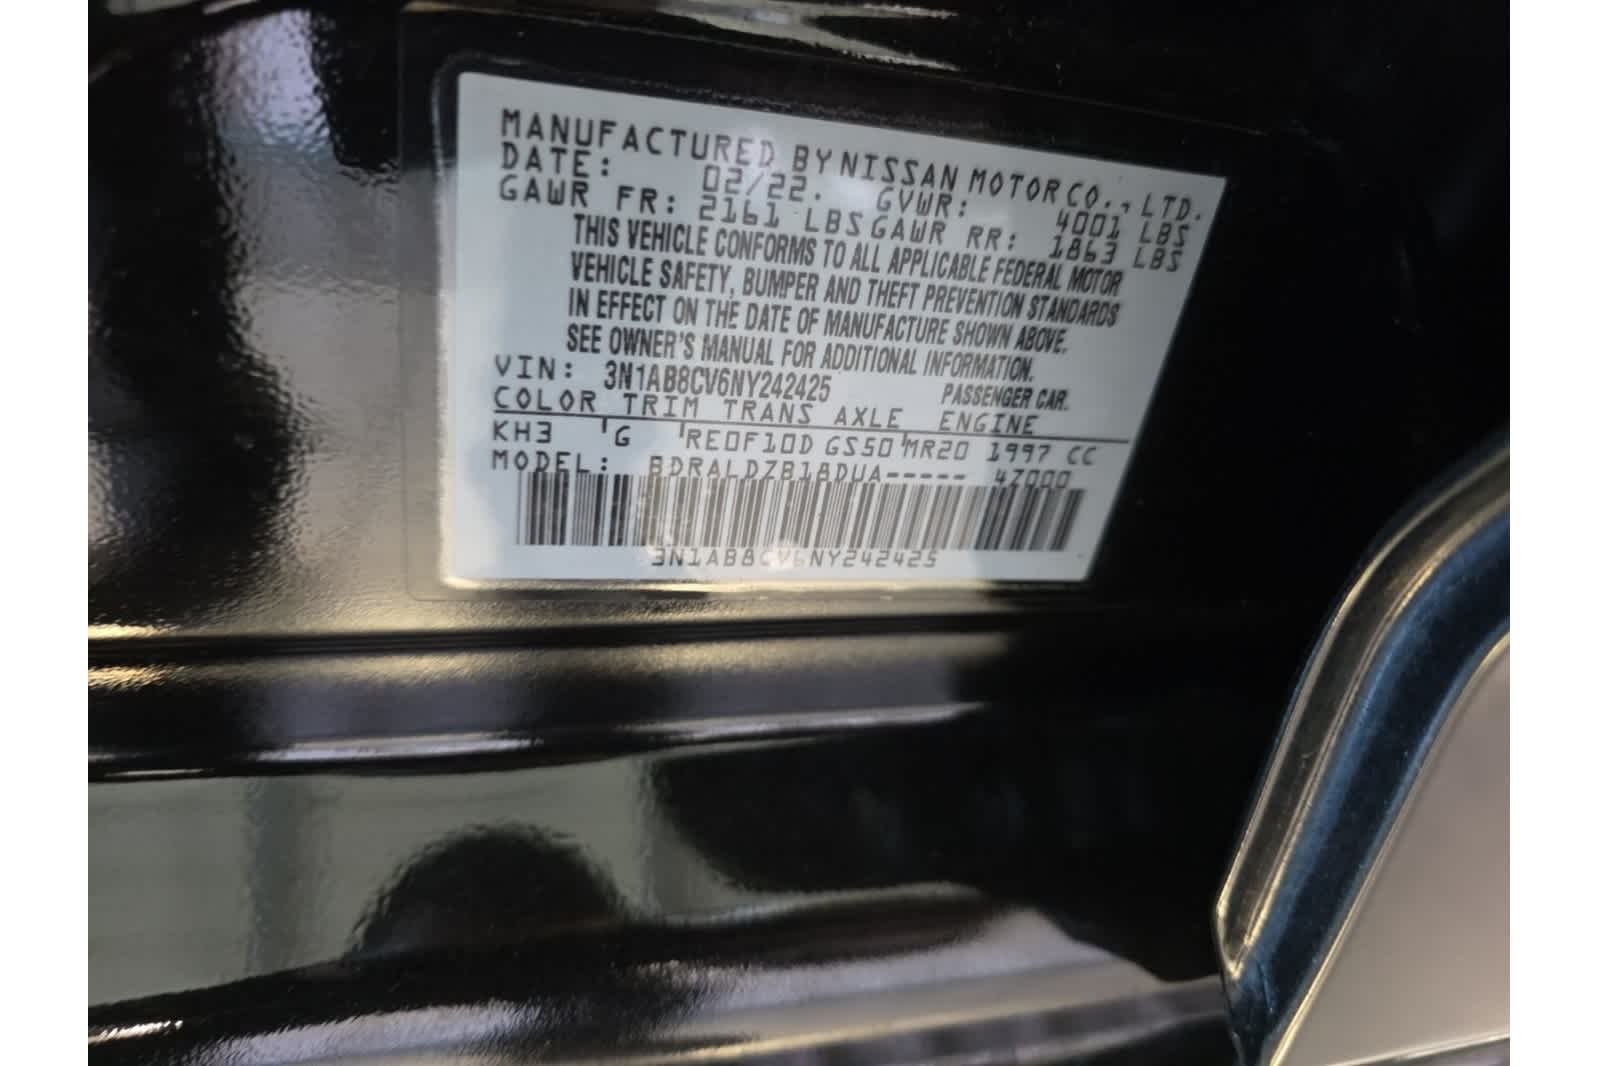 MANUFACTURED BY NISSAN MOTOR CO., LTD.
DATE: 02/22. GVWR: 4001 LBS
GAWR FR: 2161 LBS GAWR RR: 1863 LBS
THIS VEHICLE CONFORMS TO ALL APPLICABLE FEDERAL MOTOR
VEHICLE SAFETY, BUMPER AND THEFT PREVENTION STANDARDS
IN EFFECT ON THE DATE OF MANUFACTURE SHOWN ABOVE.
SEE OWNER'S MANUAL FOR ADDITIONAL INFORMATION.
VIN: 3N1AB8CV6NY242425 PASSENGER CAR.
COLOR TRIM TRANS AXLE ENGINE
KH3 'G 'RE0F10D GS50'MR20 1997 CC
MODEL: BDRALDZB18DUA----- 47000
3N1AB8CV6NY242425